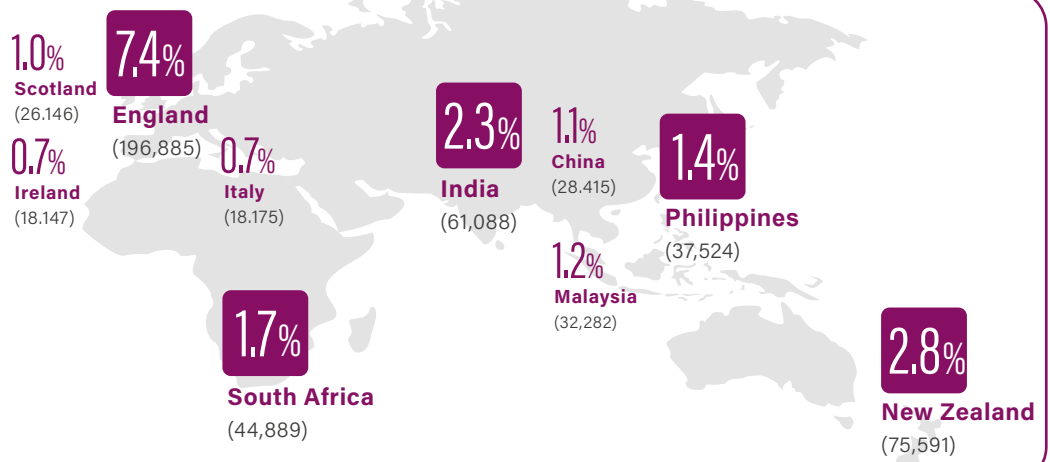 1.0%
Scotland
(26.146)
7.4%
England
(196,885)
0.7%
Ireland
(18.147)
0.7%
Italy
(18.175)
2.3%
India
(61,088)
1.1%
China
(28.415)
1.4%
Philippines
(37,524)
1.2%
Malaysia
(32,282)
1.7%
South Africa
(44,889)
2.8%
New Zealand
(75,591)